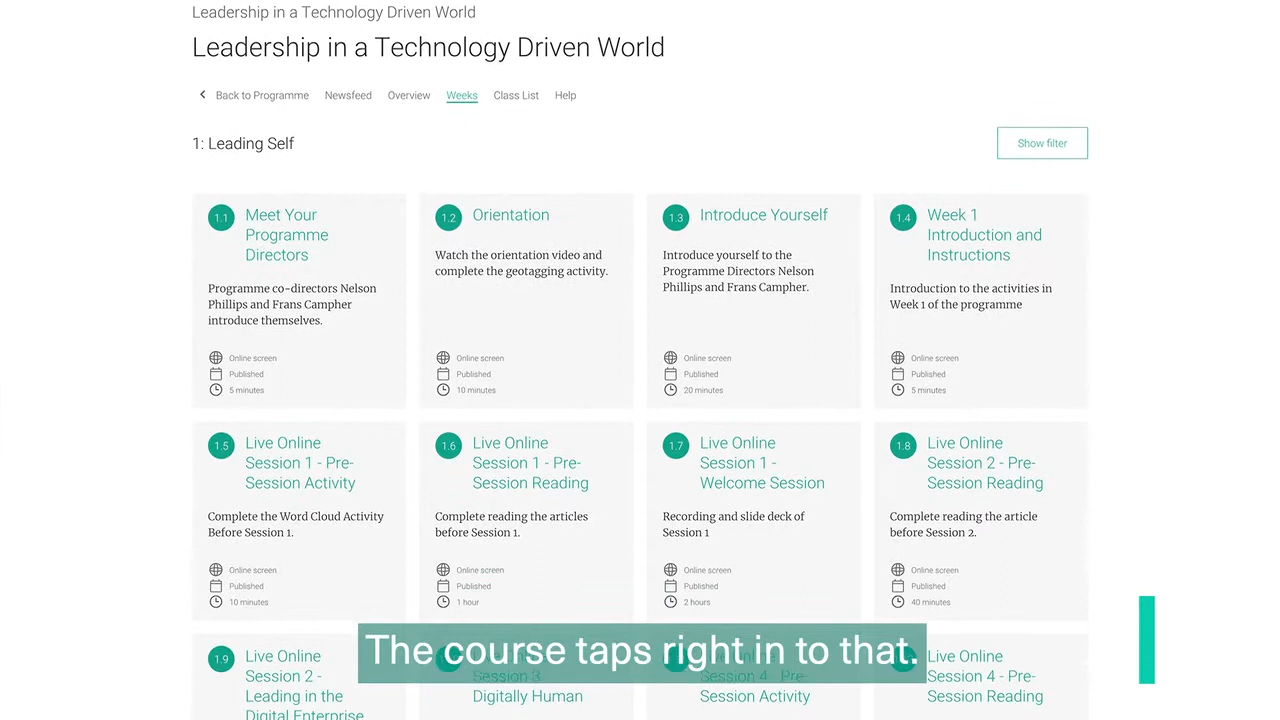 Leadership in a Technology Driven World
Leadership in a Technology Driven World
Back to Programme Newsfeed Overview Weeks Class List Help
1: Leading Self
Show filter
1.1 Meet Your
Programme
Directors
Programme co-directors Nelson
Phillips and Frans Campher
introduce themselves.
Online screen
Published
5 minutes
1.2 Orientation
Watch the orientation video and
complete the geotagging activity.
Online screen
Published
10 minutes
1.3 Introduce Yourself
Introduce yourself to the
Programme Directors Nelson
Phillips and Frans Campher.
Online screen
Published
20 minutes
1.4 Week 1
Introduction and
Instructions
Introduction to the activities in
Week 1 of the programme
Online screen
Published
5 minutes
1.5 Live Online
Session 1 - Pre-
Session Activity
Complete the Word Cloud Activity
Before Session 1.
Online screen
Published
10 minutes
1.6 Live Online
Session 1 - Pre-
Session Reading
Complete reading the articles
before Session 1.
Online screen
Published
1 hour
1.7 Live Online
Session 1 -
Welcome Session
Recording and slide deck of
Session 1
Online screen
Published
2 hours
1.8 Live Online
Session 2 - Pre-
Session Reading
Complete reading the article
before Session 2.
Online screen
Published
40 minutes
1.9 Live Online
Session 2 -
Leading in the
Digital Enterprise
Live Online
Session 3
Digitally Human
Live Online
Session 4 - Pre-
Session Activity
Live Online
Session 4 - Pre-
Session Reading
The course taps right in to that.